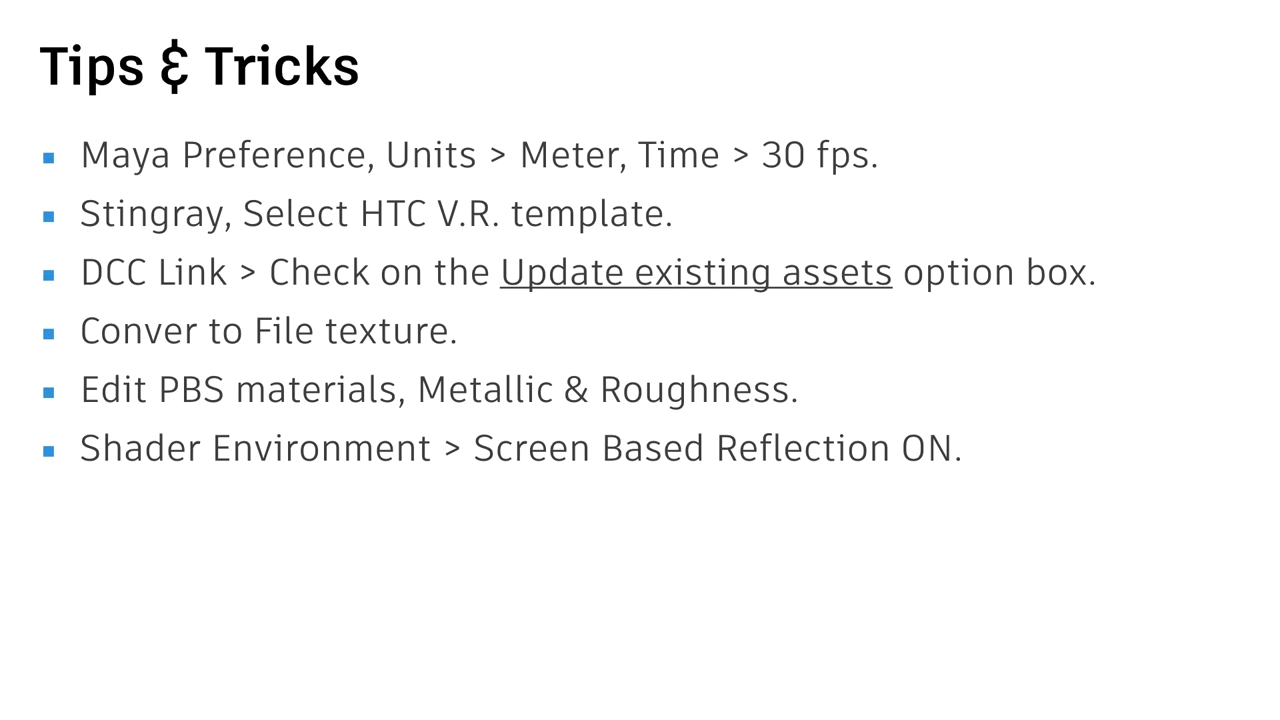 Tips & Tricks
▪ Maya Preference, Units > Meter, Time > 30 fps.
▪ Stingray, Select HTC V.R. template.
▪ DCC Link > Check on the Update existing assets option box.
▪ Conver to File texture.
▪ Edit PBS materials, Metallic & Roughness.
▪ Shader Environment > Screen Based Reflection ON.